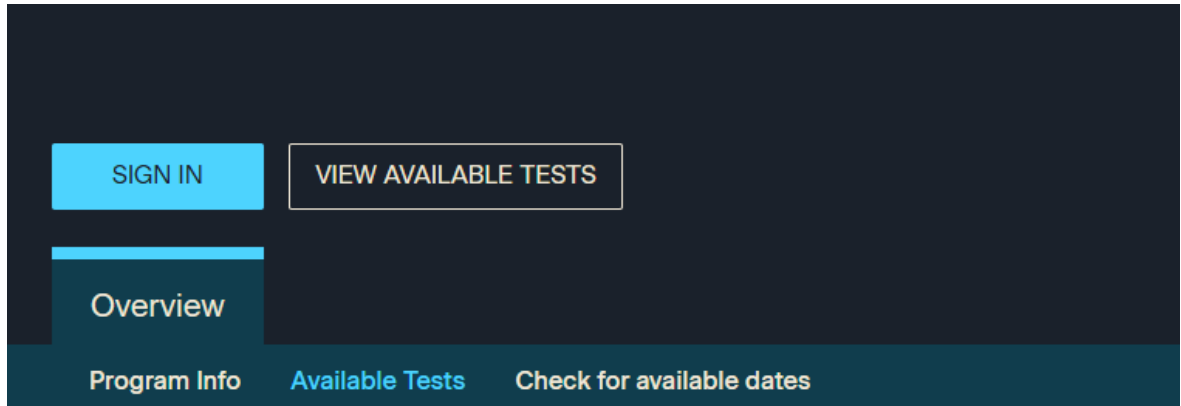 SIGN IN VIEW AVAILABLE TESTS
Overview
Program Info Available Tests Check for available dates